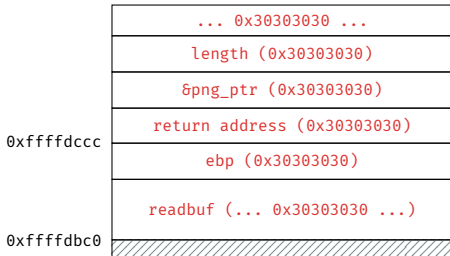 ... 0x30303030 ...
length (0x30303030)
&png_ptr (0x30303030)
return address (0x30303030)
0xffffdccc
ebp (0x30303030)
readbuf (... 0x30303030 ...)
0xffffdbc0